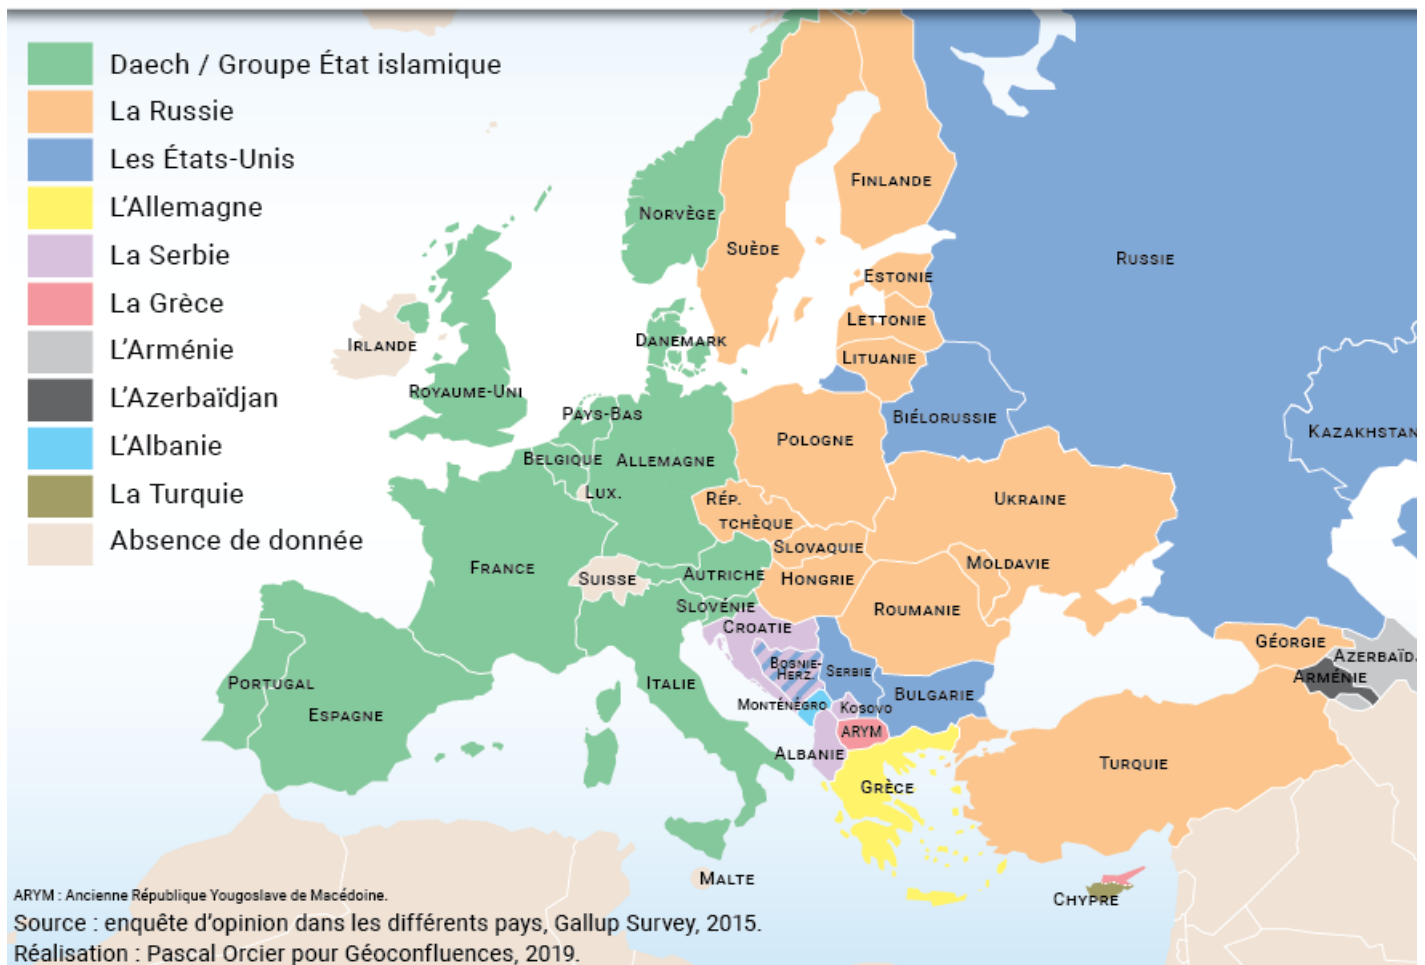 Daech / Groupe État islamique
La Russie
Les États-Unis
L'Allemagne
La Serbie
La Grèce
L'Arménie
L'Azerbaïdjan
L'Albanie
La Turquie
Absence de donnée
NORVÈGE
SUÈDE
FINLANDE
RUSSIE
ESTONIE
LETTONIE
LITUANIE
IRLANDE
DANEMARK
ROYAUME-UNI
PAYS-BAS
BIÉLORUSSIE
KAZAKHSTAN
POLOGNE
BELGIQUE
ALLEMAGNE
LUX.
RÉP.
TCHÈQUE
UKRAINE
SLOVAQUIE
MOLDAVIE
FRANCE
SUISSE
AUTRICHE
HONGRIE
SLOVÉNIE
ROUMANIE
CROATIE
GÉORGIE
AZERBAÏD.
BOSNIE-
HERZ.
SERBIE
ARMÉNIE
PORTUGAL
ESPAGNE
ITALIE
BULGARIE
MONTÉNÉGRO
KOSOVO
ARYM
ALBANIE
TURQUIE
GRÈCE
MALTE
CHYPRE
ARYM : Ancienne République Yougoslave de Macédoine.
Source : enquête d'opinion dans les différents pays, Gallup Survey, 2015.
Réalisation : Pascal Orcier pour Géoconfluences, 2019.